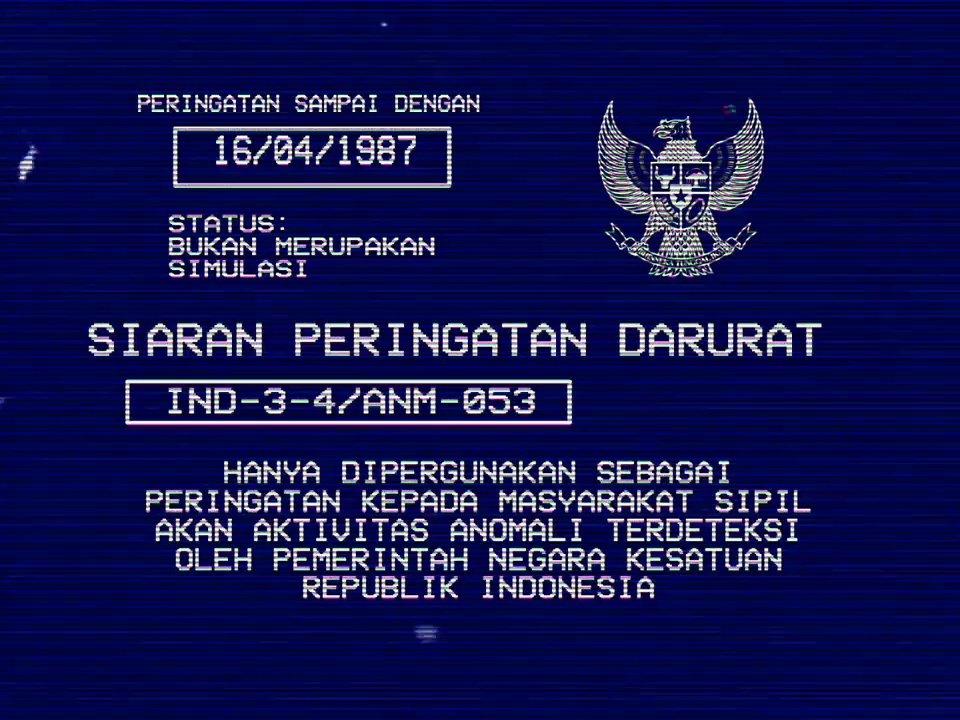 PERINGATAN SAMPAI DENGAN
16/04/1987
STATUS:
BUKAN MERUPAKAN
SIMULASI
SIARAN PERINGATAN DARURAT
IND-3-4/ANM-053
HANYA DIPERGUNAKAN SEBAGAI
PERINGATAN KEPADA MASYARAKAT SIPIL
AKAN AKTIVITAS ANOMALI TERDETEKSI
OLEH PEMERINTAH NEGARA KESATUAN
REPUBLIK INDONESIA